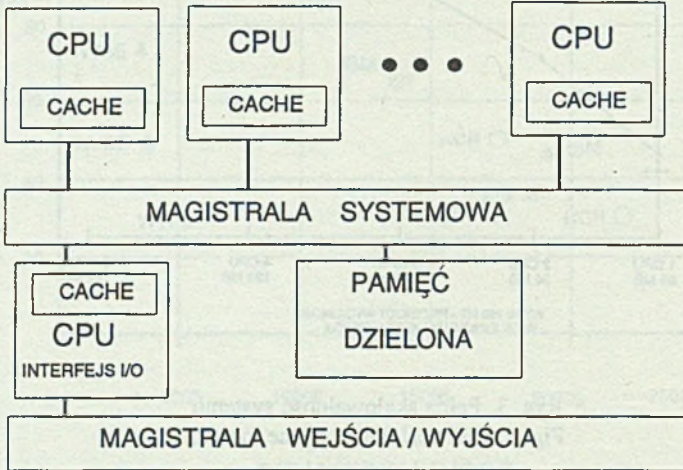 CPU
CACHE
CPU
CACHE
CPU
CACHE
MAGISTRALA SYSTEMOWA
CACHE
CPU
INTERFEJS I/O
PAMIĘĆ
DZIELONA
MAGISTRALA WEJŚCIA / WYJŚCIA